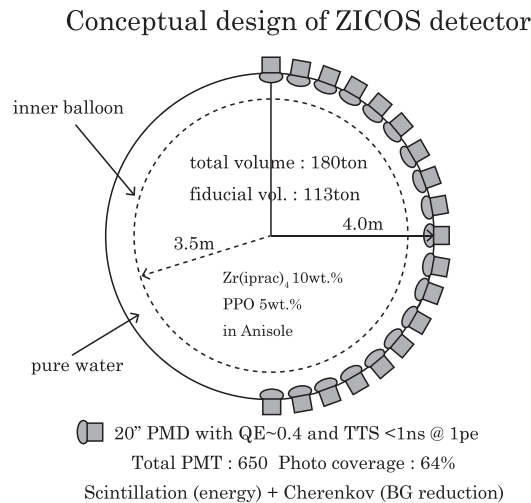 Conceptual design of ZICOS detector
inner balloon
total volume : 180ton
fiducial vol. : 113ton
4.0m
3.5m
Zr(iprac)₄ 10wt.%
PPO 5wt.%
in Anisole
pure water
20” PMD with QE~0.4 and TTS <1ns @ 1pe
Total PMT : 650 Photo coverage : 64%
Scintillation (energy) + Cherenkov (BG reduction)